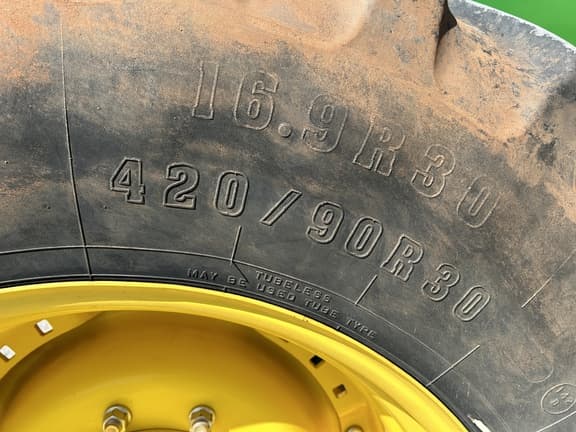 16.9R30
420/90R30
TUBELESS
MAY BE USED TUBE TYPE